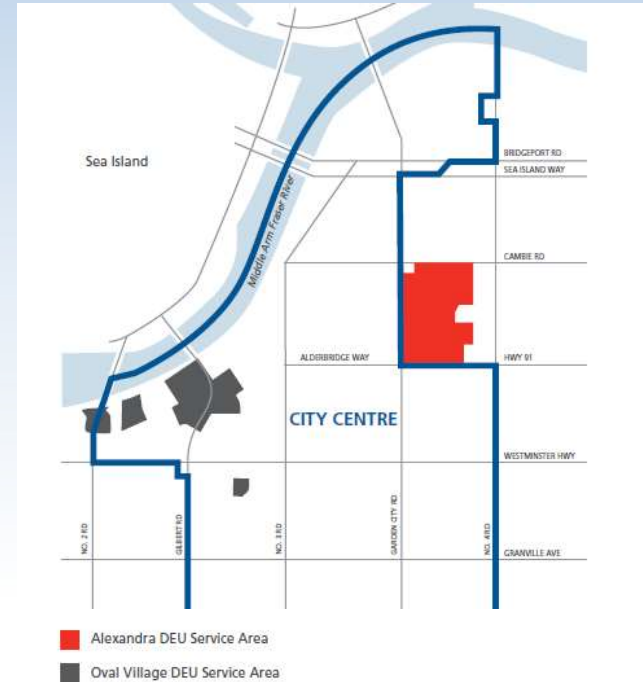 Sea Island
Middle Arm Fraser River
BRIDGEPORT RD
SEA ISLAND WAY
CAMBIE RD
ALDERBRIDGE WAY
HWY 91
CITY CENTRE
WESTMINSTER HWY
NO. 2 RD
GILBERT RD
NO. 3 RD
GARDEN CITY RD
NO. 4 RD
GRANVILLE AVE
Alexandra DEU Service Area
Oval Village DEU Service Area